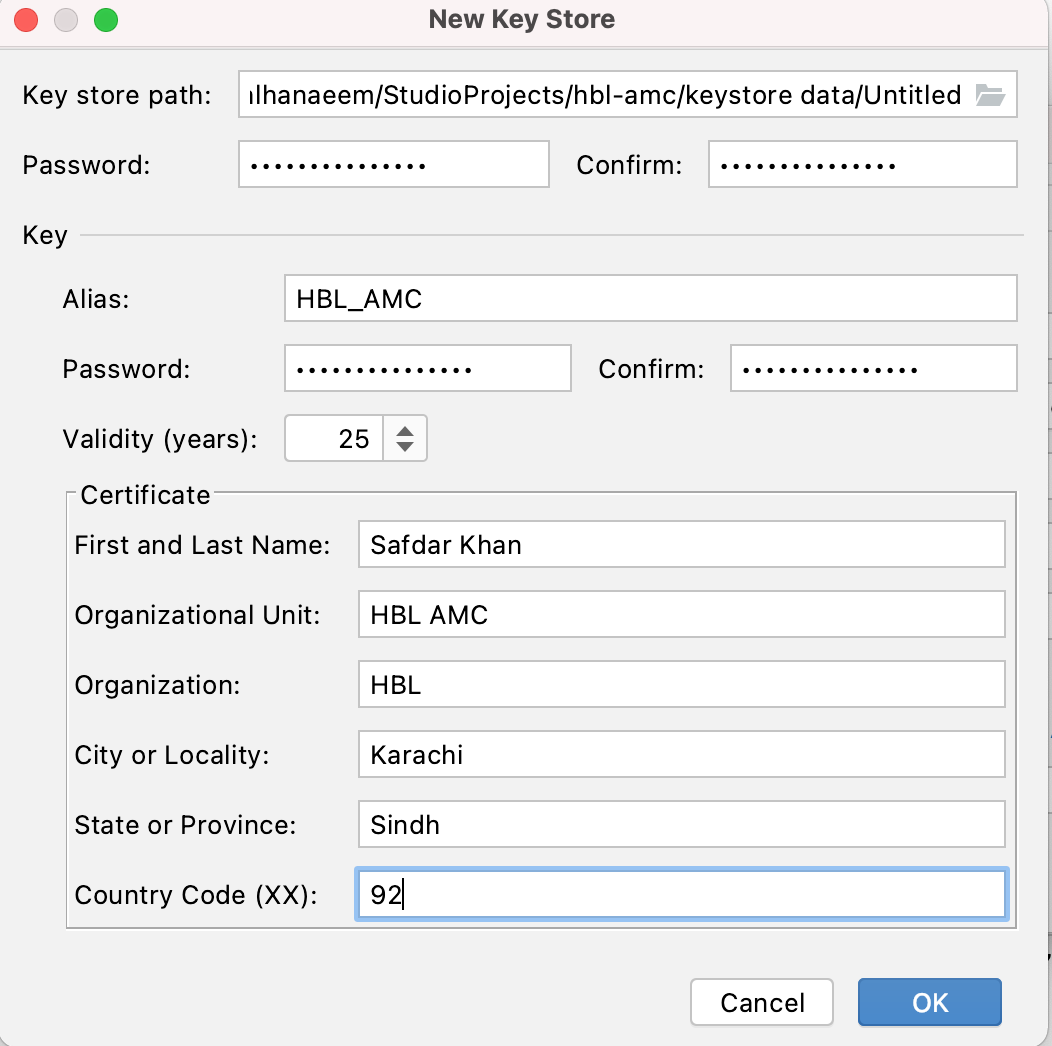 New Key Store
Key store path: lhanaeem/StudioProjects/hbl-amc/keystore data/Untitled
Password: ••••••••••••••• Confirm: •••••••••••••••
Key
Alias: HBL_AMC
Password: ••••••••••••••• Confirm: •••••••••••••••
Validity (years): 25
Certificate
First and Last Name: Safdar Khan
Organizational Unit: HBL AMC
Organization: HBL
City or Locality: Karachi
State or Province: Sindh
Country Code (XX): 92
Cancel OK